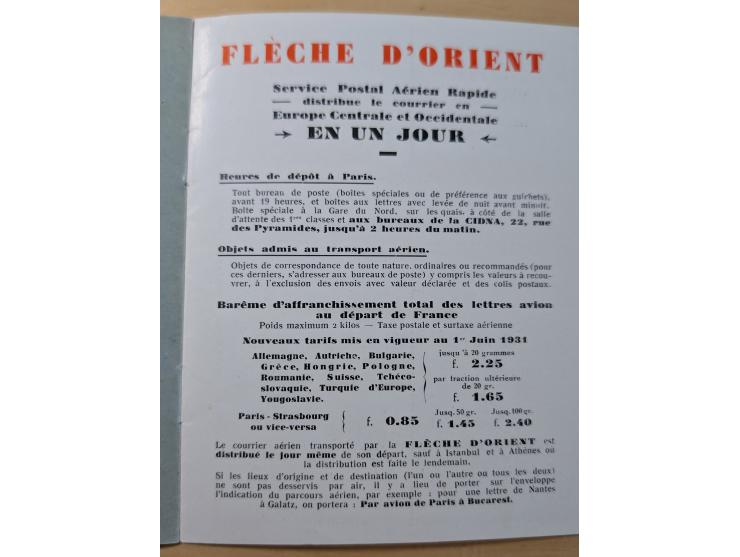 FLÈCHE D'ORIENT
Service Postal Aérien Rapide
— distribue le courrier en —
Europe Centrale et Occidentale
→ EN UN JOUR ←
Heures de dépôt à Paris.
Tout bureau de poste (boîtes spéciales ou de préférence aux guichets),
avant 19 heures, et boîtes aux lettres avec levée de nuit avant minuit.
Boîte spéciale à la Gare du Nord, sur les quais, à côté de la salle
d'attente des 1res classes et aux bureaux de la CIDNA, 22, rue
des Pyramides, jusqu'à 2 heures du matin.
Objets admis au transport aérien.
Objets de correspondance de toute nature, ordinaires ou recommandés (pour
ces derniers, s'adresser aux bureaux de poste) y compris les valeurs à recou-
vrer, à l'exclusion des envois avec valeur déclarée et des colis postaux.
Barême d'affranchissement total des lettres avion
au départ de France
Poids maximum 2 kilos — Taxe postale et surtaxe aérienne
Nouveaux tarifs mis en vigueur au 1er Juin 1931
Allemagne, Autriche, Bulgarie,
Grèce, Hongrie, Pologne,
Roumanie, Suisse, Tchéco-
slovaquie, Turquie d'Europe,
Yougoslavie.
jusqu'à 20 grammes
f. 2.25
par fraction ultérieure
de 20 gr.
f. 1.65
Paris - Strasbourg
ou vice-versa
f. 0.85
Jusq. 50 gr.
f. 1.45
Jusq. 100 gr.
f. 2.40
Le courrier aérien transporté par la FLÈCHE D'ORIENT est
distribué le jour même de son départ, sauf à Istanbul et à Athènes ou
la distribution est faite le lendemain.
Si les lieux d'origine et de destination (l'un ou l'autre ou tous les deux)
ne sont pas desservis par air, il y a lieu de porter sur l'enveloppe
l'indication du parcours aérien, par exemple : pour une lettre de Nantes
à Galatz, on portera : Par avion de Paris à Bucarest.